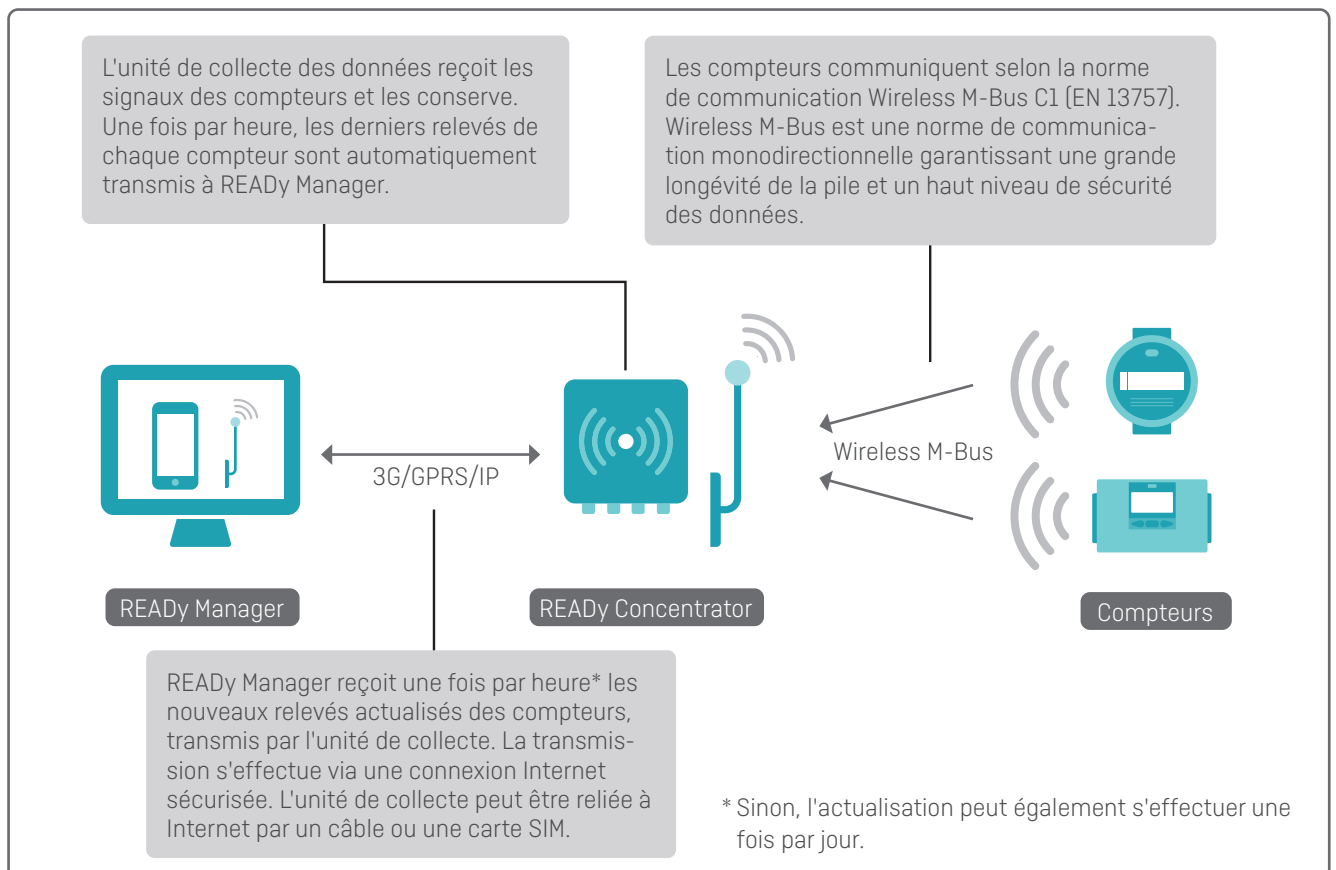 L'unité de collecte des données reçoit les
signaux des compteurs et les conserve.
Une fois par heure, les derniers relevés de
chaque compteur sont automatiquement
transmis à READy Manager.
Les compteurs communiquent selon la norme
de communication Wireless M-Bus C1 (EN 13757).
Wireless M-Bus est une norme de communica-
tion monodirectionnelle garantissant une grande
longévité de la pile et un haut niveau de sécurité
des données.
3G/GPRS/IP
Wireless M-Bus
READy Manager
READy Concentrator
Compteurs
READy Manager reçoit une fois par heure* les
nouveaux relevés actualisés des compteurs,
transmis par l'unité de collecte. La transmis-
sion s'effectue via une connexion Internet
sécurisée. L'unité de collecte peut être reliée à
Internet par un câble ou une carte SIM.
* Sinon, l'actualisation peut également s'effectuer une
fois par jour.